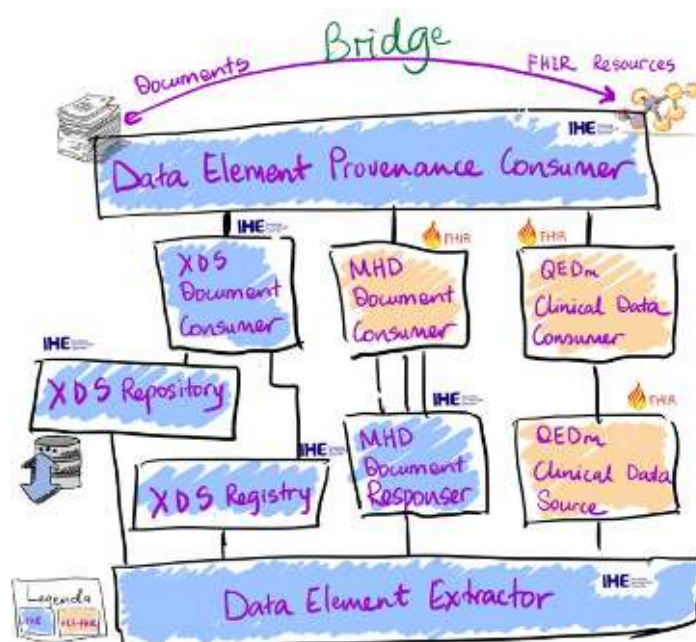 Bridge
Documents
FHIR Resources
IHE
Data Element Provenance Consumer
IHE
FHIR
FHIR
XDS
Document
Consumer
MHD
Document
Consumer
QEDm
Clinical Data
Consumer
IHE
XDS Repository
IHE
FHIR
IHE
XDS Registry
MHD
Document
Responser
QEDm
Clinical Data
Source
IHE
Data Element Extractor
Legenda
IHE
HL7-FHIR